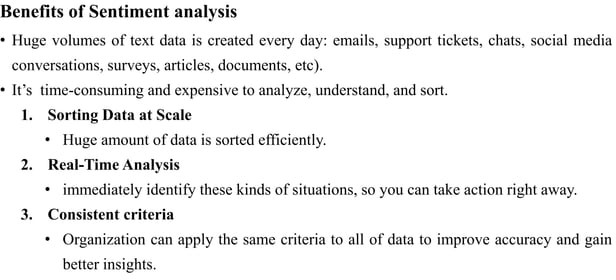 Benefits of Sentiment analysis
• Huge volumes of text data is created every day: emails, support tickets, chats, social media
conversations, surveys, articles, documents, etc).
• It’s time-consuming and expensive to analyze, understand, and sort.
1. Sorting Data at Scale
• Huge amount of data is sorted efficiently.
2. Real-Time Analysis
• immediately identify these kinds of situations, so you can take action right away.
3. Consistent criteria
• Organization can apply the same criteria to all of data to improve accuracy and gain
better insights.